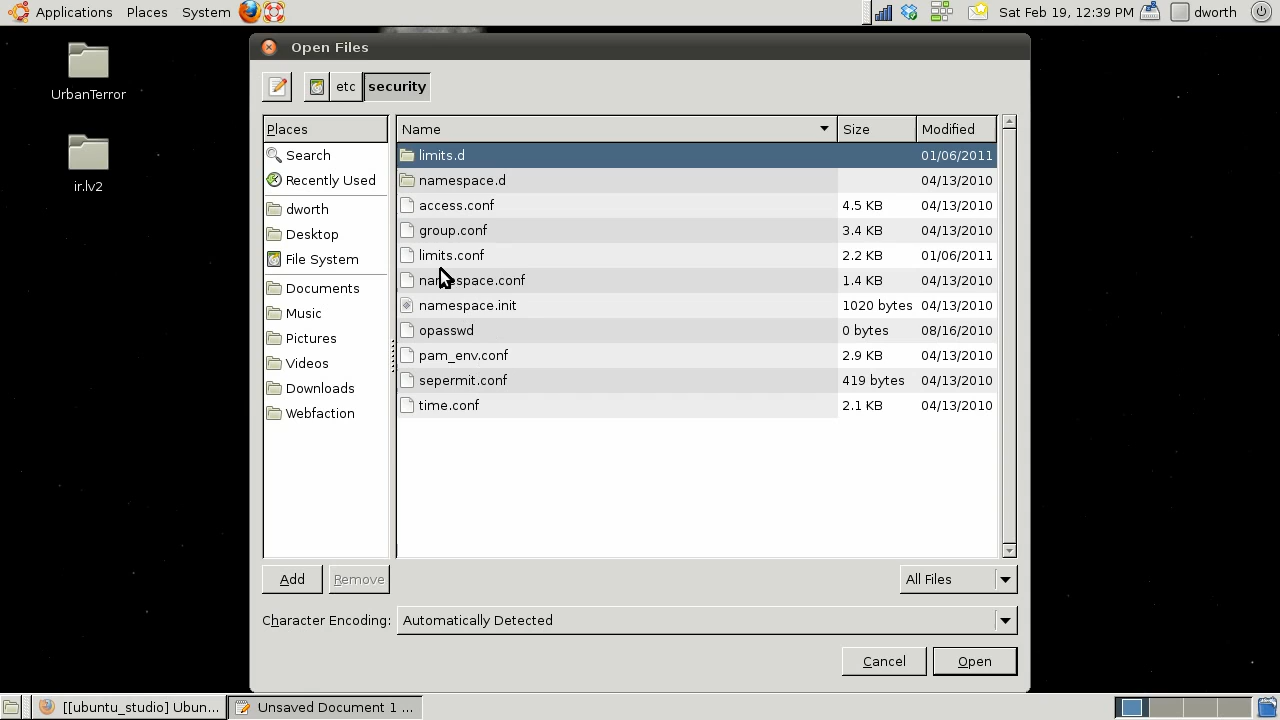 Applications Places System Sat Feb 19, 12:39 PM dworth
Open Files
UrbanTerror
ir.lv2
etc security
Places
Search
Recently Used
dworth
Desktop
File System
Documents
Music
Pictures
Videos
Downloads
Webfaction
Name Size Modified
limits.d 01/06/2011
namespace.d 04/13/2010
access.conf 4.5 KB 04/13/2010
group.conf 3.4 KB 04/13/2010
limits.conf 2.2 KB 01/06/2011
namespace.conf 1.4 KB 04/13/2010
namespace.init 1020 bytes 04/13/2010
opasswd 0 bytes 08/16/2010
pam_env.conf 2.9 KB 04/13/2010
sepermit.conf 419 bytes 04/13/2010
time.conf 2.1 KB 04/13/2010
Add Remove All Files
Character Encoding: Automatically Detected
Cancel Open
[[ubuntu_studio] Ubun... Unsaved Document 1 ...